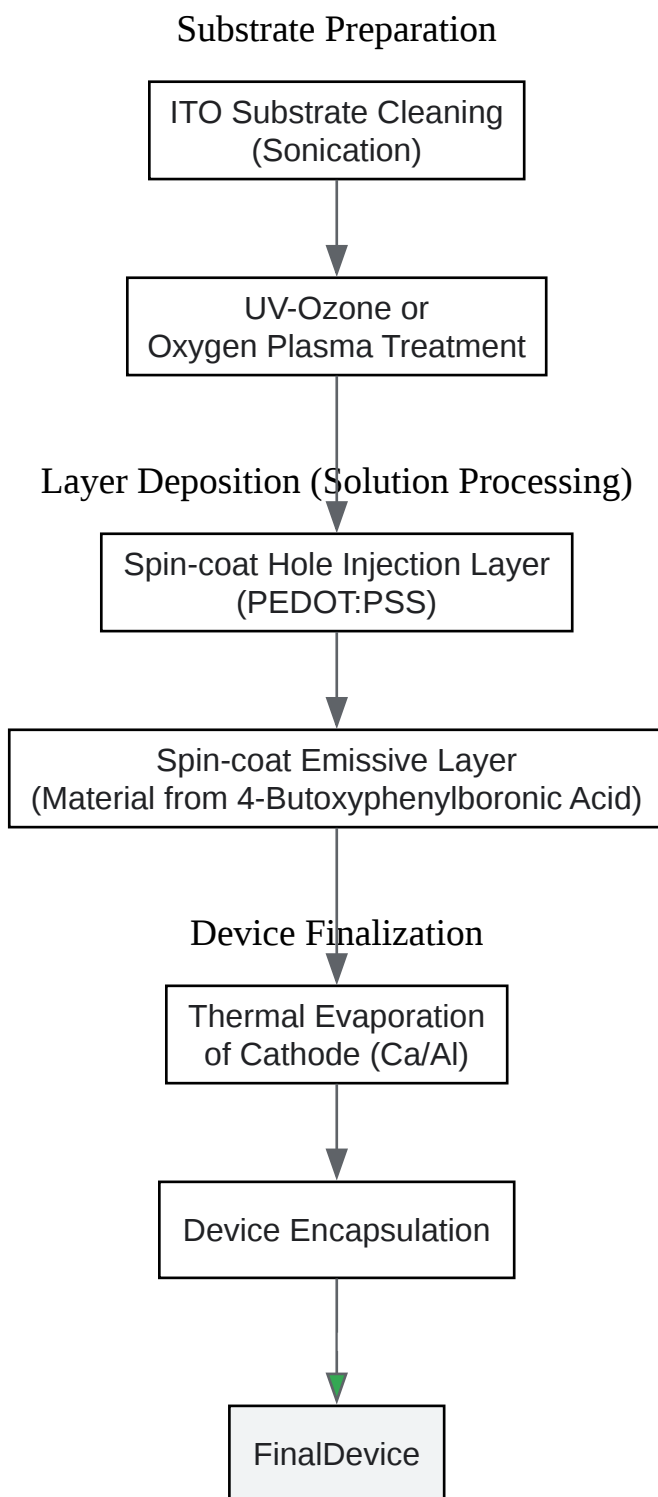 Substrate Preparation
ITO Substrate Cleaning
(Sonication)
UV-Ozone or
Oxygen Plasma Treatment
Layer Deposition (Solution Processing)
Spin-coat Hole Injection Layer
(PEDOT:PSS)
Spin-coat Emissive Layer
(Material from 4-Butoxyphenylboronic Acid)
Device Finalization
Thermal Evaporation
of Cathode (Ca/Al)
Device Encapsulation
FinalDevice